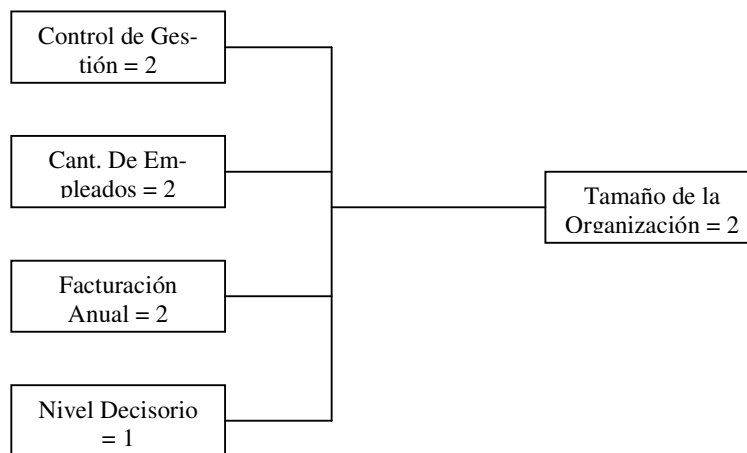 Control de Ges-
tión = 2
Cant. De Em-
pleados = 2
Tamaño de la
Organización = 2
Facturación
Anual = 2
Nivel Decisorio
= 1